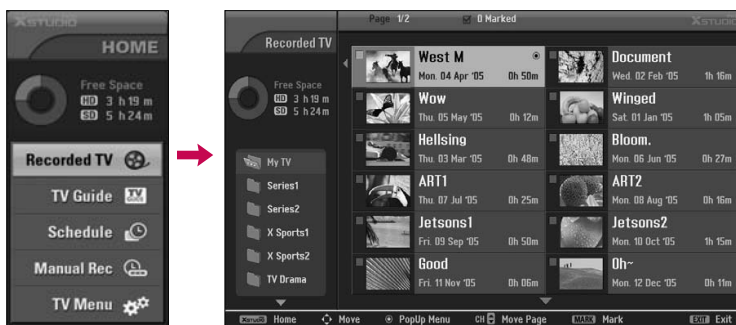 XSTUDIO
HOME
Free Space
HD 3 h 19 m
SD 5 h 24 m
Recorded TV
TV Guide
TV GUIDE
Schedule
Manual Rec
TV Menu
Page 1/2
0 Marked
XSTUDIO
Recorded TV
Free Space
HD 3 h 19 m
SD 5 h 24 m
My TV
Series1
Series2
X Sports1
X Sports2
TV Drama
West M
Mon. 04 Apr '05 0h 50m
Document
Wed. 02 Feb '05 1h 16m
Wow
Thu. 05 May '05 0h 12m
Winged
Sat. 01 Jan '05 1h 05m
Hellsing
Thu. 03 Mar '05 0h 48m
Bloom.
Mon. 06 Jun '05 0h 27m
ART1
Thu. 07 Jul '05 0h 25m
ART2
Mon. 08 Aug '05 0h 16m
Jetsons1
Fri. 09 Sep '05 0h 50m
Jetsons2
Mon. 10 Oct '05 1h 15m
Good
Fri. 11 Nov '05 0h 06m
Oh~
Mon. 12 Dec '05 0h 11m
XSTUDIO Home Move PopUp Menu CH Move Page MARK Mark EXIT Exit